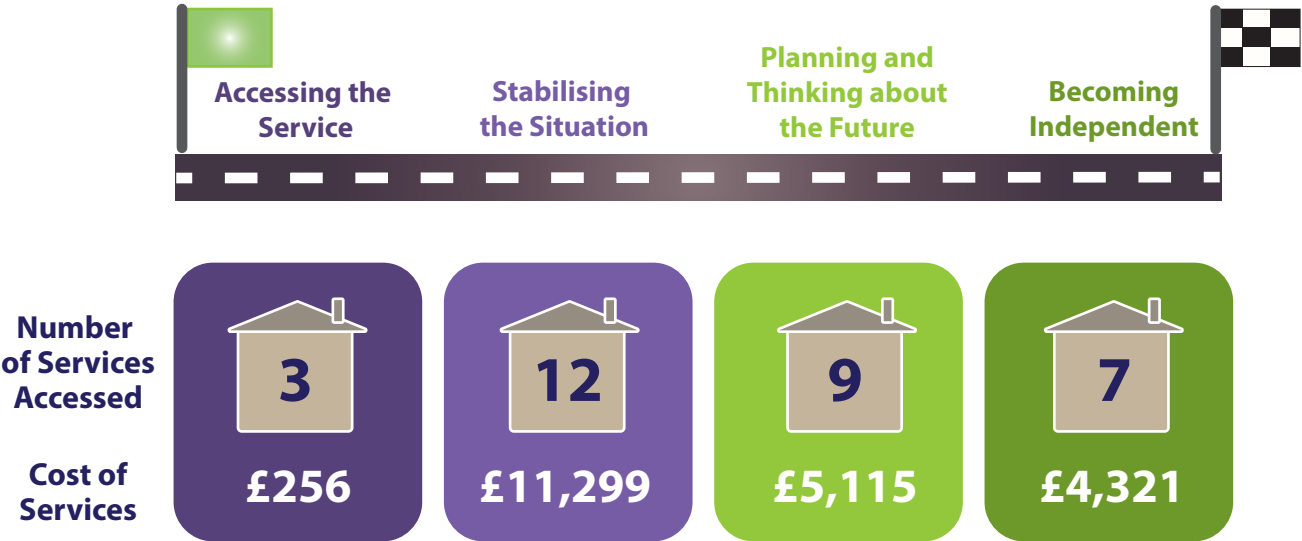 Accessing the
Service
Stabilising
the Situation
Planning and
Thinking about
the Future
Becoming
Independent
Number
of Services
Accessed
3
12
9
7
Cost of
Services
£256
£11,299
£5,115
£4,321